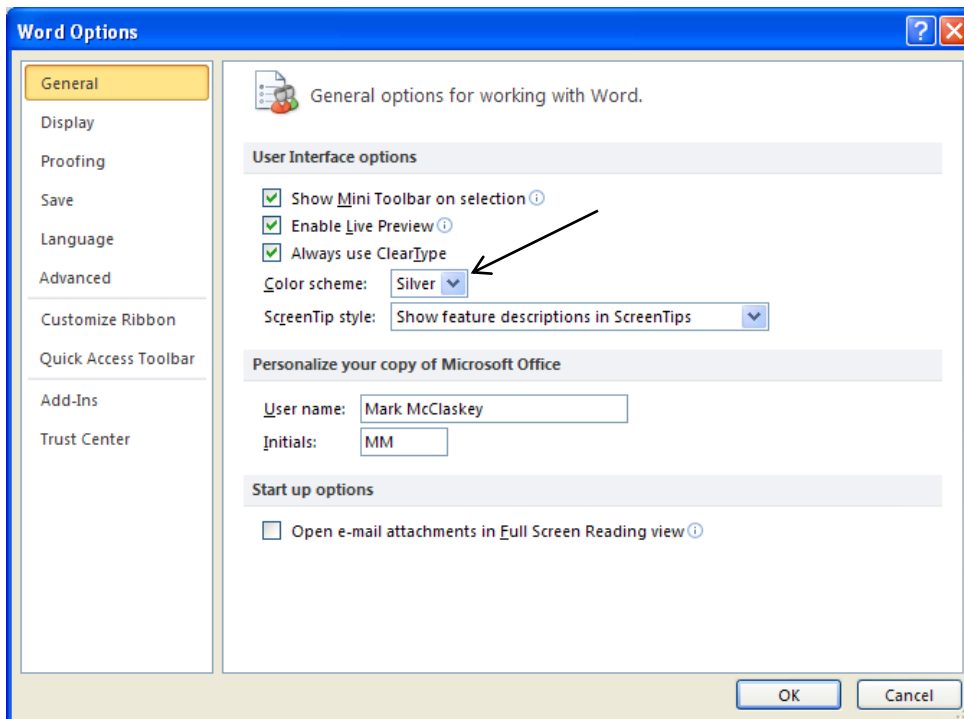 Word Options
General
Display
Proofing
Save
Language
Advanced
Customize Ribbon
Quick Access Toolbar
Add-Ins
Trust Center
General options for working with Word.
User Interface options
Show Mini Toolbar on selection
Enable Live Preview
Always use ClearType
Color scheme: Silver
ScreenTip style: Show feature descriptions in ScreenTips
Personalize your copy of Microsoft Office
User name: Mark McClaskey
Initials: MM
Start up options
Open e-mail attachments in Full Screen Reading view
OK Cancel